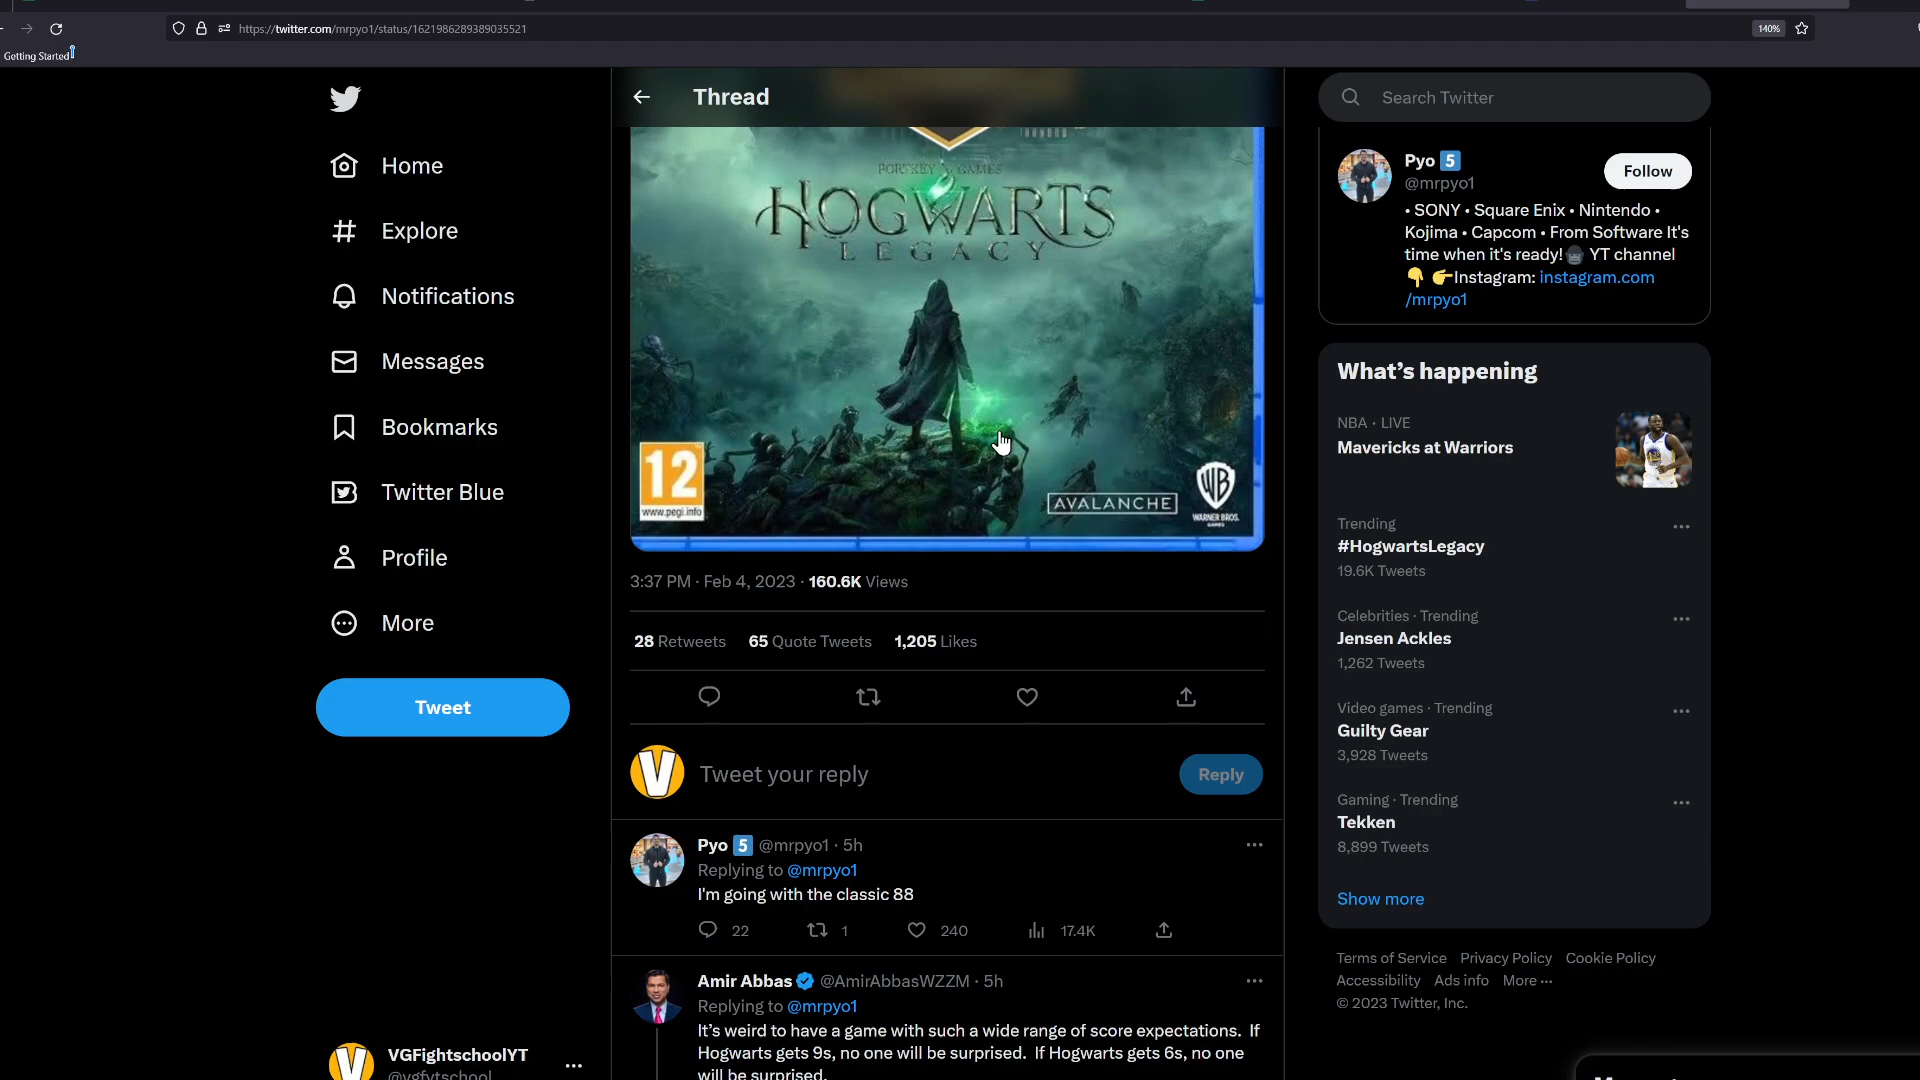 https://twitter.com/mrpyo1/status/1621986289389035521
140%
Getting Started
Home
Explore
Notifications
Messages
Bookmarks
Twitter Blue
Profile
More
Tweet
VGFightschoolYT
@vgfytschool
Thread
PORTKEY GAMES
HOGWARTS
LEGACY
12
www.pegi.info
AVALANCHE
WB
WARNER BROS.
GAMES
3:37 PM · Feb 4, 2023 · 160.6K Views
28 Retweets 65 Quote Tweets 1,205 Likes
Tweet your reply
Reply
Pyo 5 @mrpyo1 · 5h
Replying to @mrpyo1
I'm going with the classic 88
22 1 240 17.4K
Amir Abbas @AmirAbbasWZZM · 5h
Replying to @mrpyo1
It's weird to have a game with such a wide range of score expectations. If
Hogwarts gets 9s, no one will be surprised. If Hogwarts gets 6s, no one
will be surprised.
Search Twitter
Pyo 5
@mrpyo1
Follow
• SONY • Square Enix • Nintendo •
Kojima • Capcom • From Software It's
time when it's ready! YT channel
Instagram: instagram.com
/mrpyo1
What's happening
NBA · LIVE
Mavericks at Warriors
Trending
#HogwartsLegacy
19.6K Tweets
Celebrities · Trending
Jensen Ackles
1,262 Tweets
Video games · Trending
Guilty Gear
3,928 Tweets
Gaming · Trending
Tekken
8,899 Tweets
Show more
Terms of Service Privacy Policy Cookie Policy
Accessibility Ads info More ···
© 2023 Twitter, Inc.